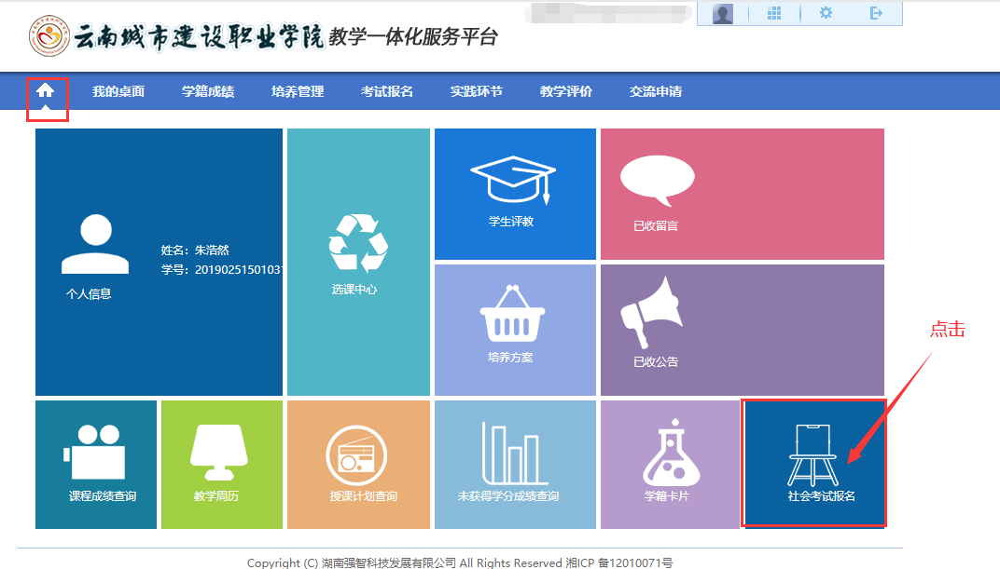 云南城市建设职业学院 教学一体化服务平台
我的桌面 学籍成绩 培养管理 考试报名 实践环节 教学评价 交流申请
学生评教
已收留言
姓名：朱浩然
学号：2019025150103
个人信息
选课中心
培养方案
已收公告
点击
课程成绩查询
教学周历
授课计划查询
未获得学分成绩查询
学籍卡片
社会考试报名
Copyright (C) 湖南强智科技发展有限公司 All Rights Reserved 湘ICP 备12010071号